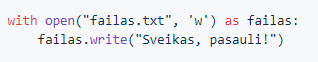 with open("failas.txt", 'w') as failas:
    failas.write("Sveikas, pasauli!")